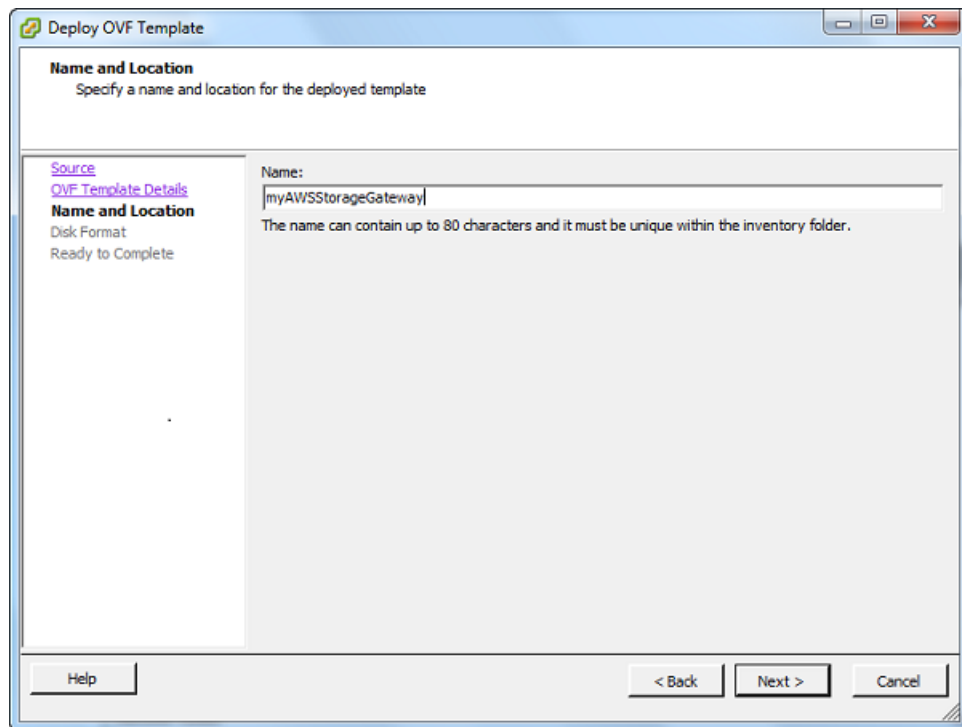 Deploy OVF Template
Name and Location
Specify a name and location for the deployed template
Source
OVF Template Details
Name and Location
Disk Format
Ready to Complete
Name:
myAWSStorageGateway
The name can contain up to 80 characters and it must be unique within the inventory folder.
Help
< Back
Next >
Cancel